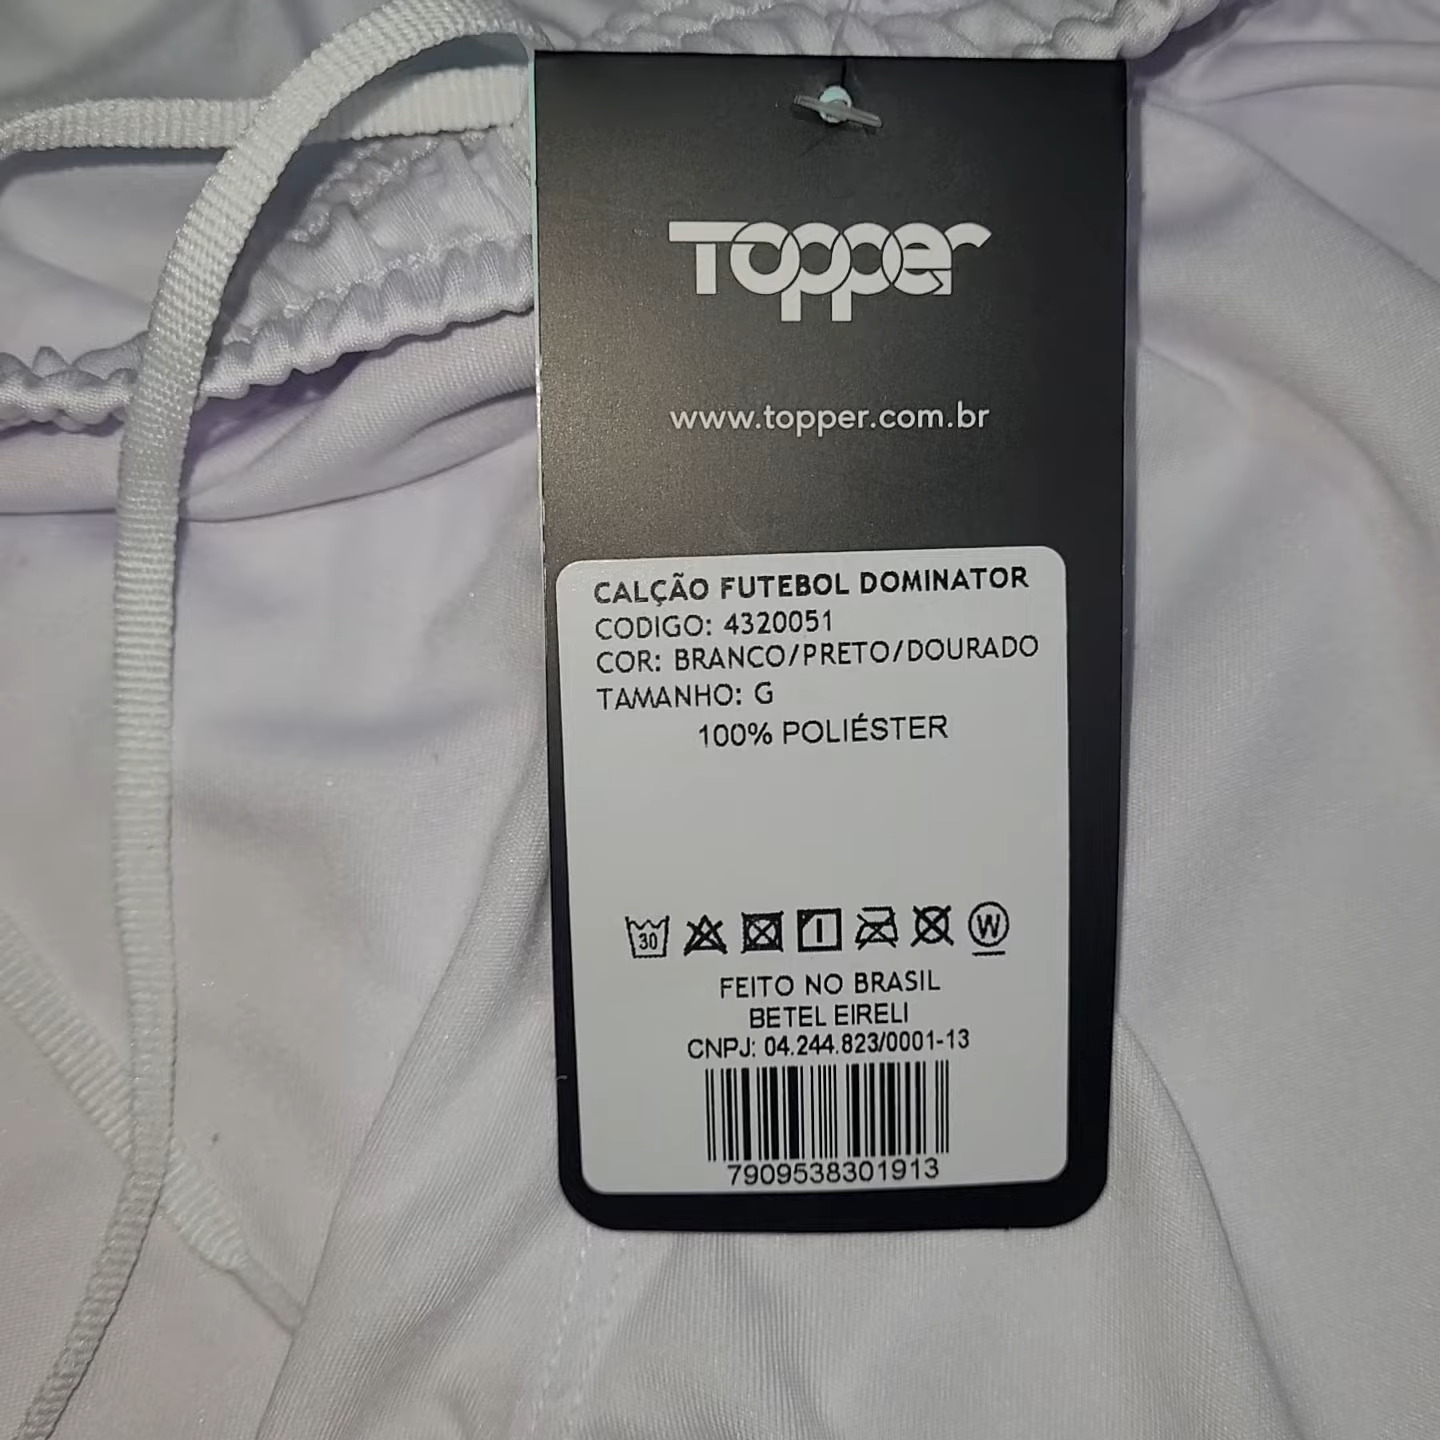 Topper
www.topper.com.br
CALÇÃO FUTEBOL DOMINATOR
CODIGO: 4320051
COR: BRANCO/PRETO/DOURADO
TAMANHO: G
100% POLIÉSTER
30 W
FEITO NO BRASIL
BETEL EIRELI
CNPJ: 04.244.823/0001-13
7909538301913